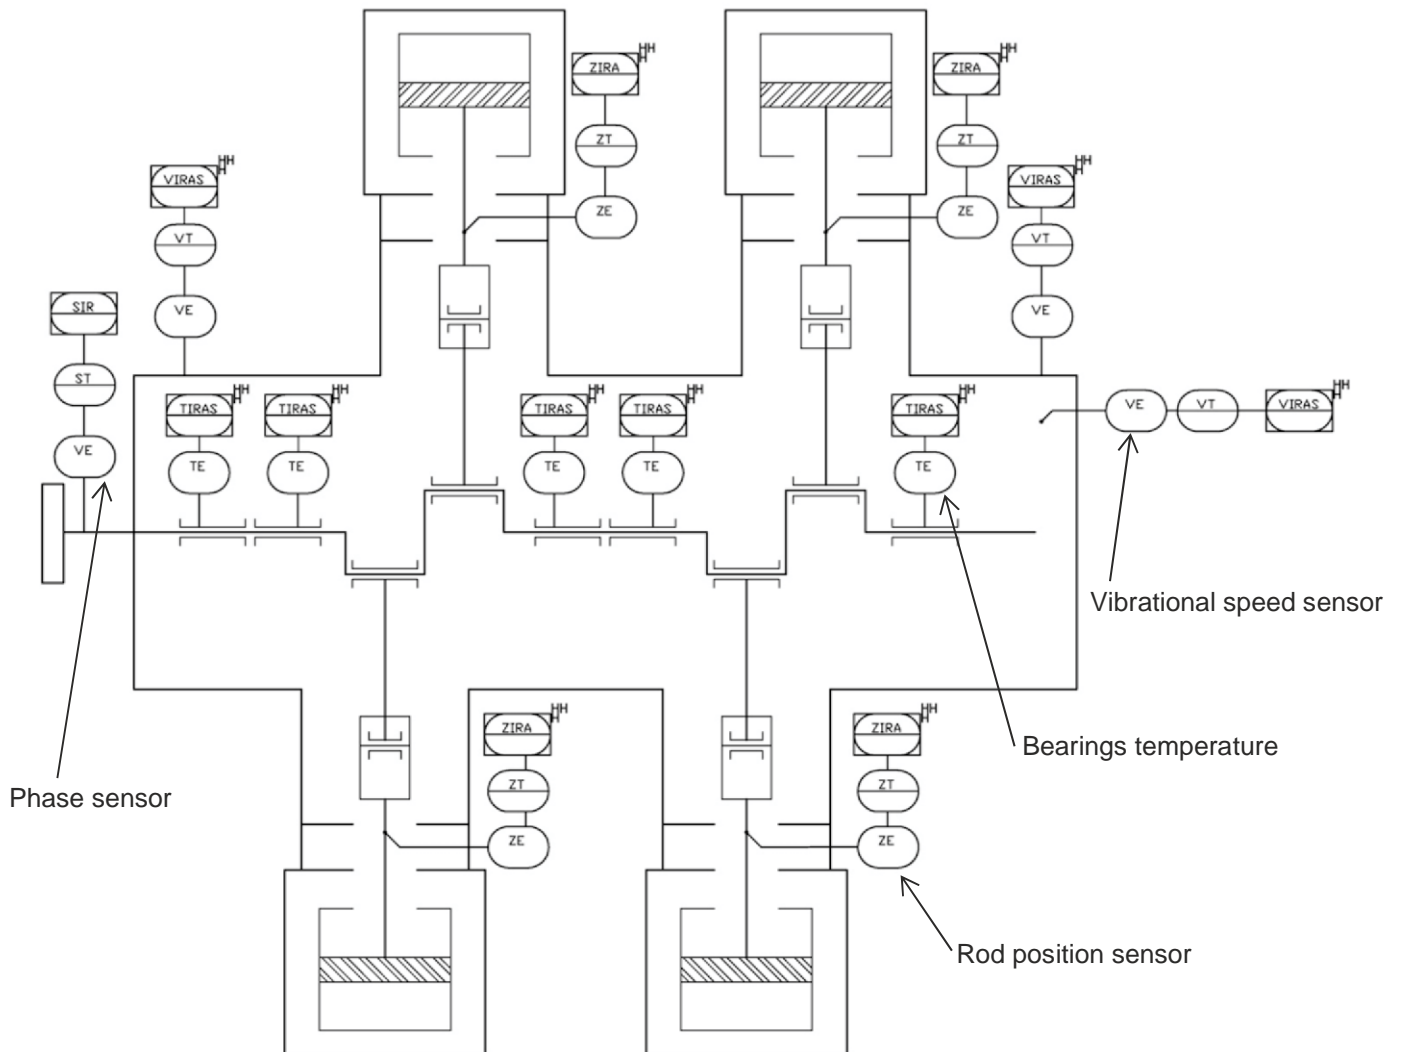 HH
H
ZIRA
ZT
ZE
HH
H
ZIRA
ZT
ZE
HH
H
VIRAS
VT
VE
HH
H
VIRAS
VT
VE
SIR
ST
VE
HH
H
TIRAS
TE
HH
H
TIRAS
TE
HH
H
TIRAS
TE
HH
H
TIRAS
TE
HH
H
TIRAS
TE
VE
VT
HH
H
VIRAS
Vibrational speed sensor
Bearings temperature
Phase sensor
HH
H
ZIRA
ZT
ZE
HH
H
ZIRA
ZT
ZE
Rod position sensor